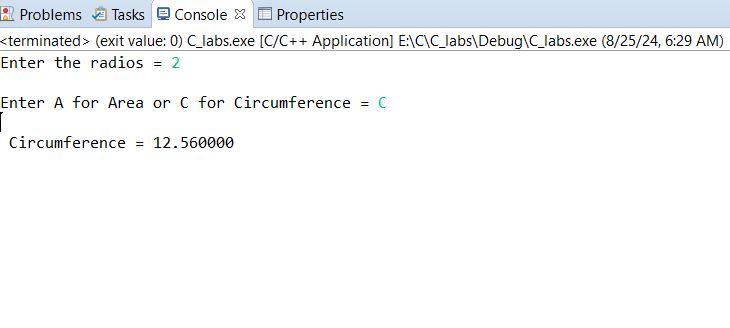 Problems Tasks Console Properties
<terminated> (exit value: 0) C_labs.exe [C/C++ Application] E:\C\C_labs\Debug\C_labs.exe (8/25/24, 6:29 AM)
Enter the radios = 2
Enter A for Area or C for Circumference = C
Circumference = 12.560000